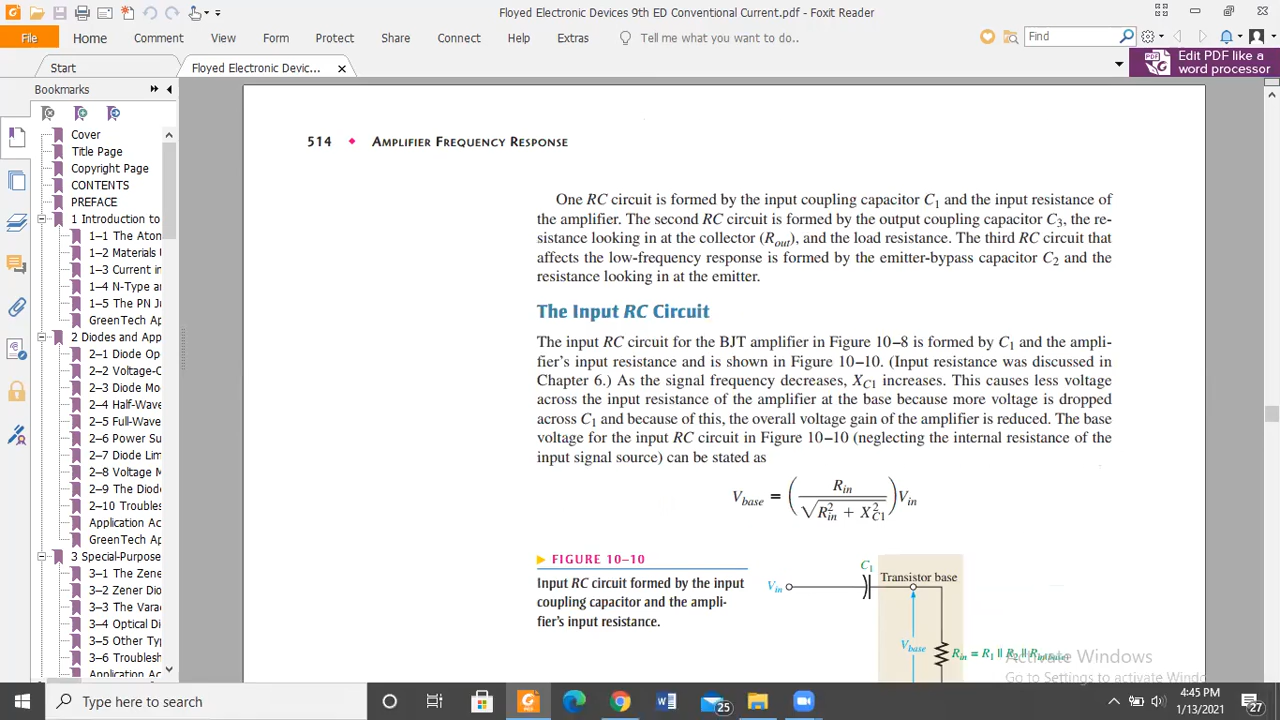 Floyed Electronic Devices 9th ED Conventional Current.pdf - Foxit Reader
File Home Comment View Form Protect Share Connect Help Extras Tell me what you want to do.. Find
Start Floyed Electronic Devic... Edit PDF like a
word processor
Bookmarks
Cover
Title Page
Copyright Page
CONTENTS
PREFACE
1 Introduction to
1–1 The Aton
1–2 Materials
1–3 Current in
1–4 N-Type ar
1–5 The PN Ju
GreenTech Ap
2 Diodes and App
2–1 Diode Op
2–2 Voltage-C
2–3 Diode Mo
2–4 Half-Wave
2–5 Full-Wave
2–6 Power Su
2–7 Diode Lim
2–8 Voltage M
2–9 The Diode
2–10 Troubles
Application Ac
GreenTech Ap
3 Special-Purpose
3–1 The Zener
3–2 Zener Dio
3–3 The Varac
3–4 Optical Di
3–5 Other Typ
3–6 Troublesh
Application Ac
514 ◆ AMPLIFIER FREQUENCY RESPONSE
One RC circuit is formed by the input coupling capacitor C1 and the input resistance of
the amplifier. The second RC circuit is formed by the output coupling capacitor C3, the re-
sistance looking in at the collector (Rout), and the load resistance. The third RC circuit that
affects the low-frequency response is formed by the emitter-bypass capacitor C2 and the
resistance looking in at the emitter.
The Input RC Circuit
The input RC circuit for the BJT amplifier in Figure 10–8 is formed by C1 and the ampli-
fier's input resistance and is shown in Figure 10–10. (Input resistance was discussed in
Chapter 6.) As the signal frequency decreases, XC1 increases. This causes less voltage
across the input resistance of the amplifier at the base because more voltage is dropped
across C1 and because of this, the overall voltage gain of the amplifier is reduced. The base
voltage for the input RC circuit in Figure 10–10 (neglecting the internal resistance of the
input signal source) can be stated as
Vbase = (Rin / √(R²in + X²C1)) Vin
▶ FIGURE 10–10
Input RC circuit formed by the input
coupling capacitor and the ampli-
fier's input resistance.
C1
Transistor base
Vin
Vbase
Rin = R1 || R2 || Rin(base)
Activate Windows
Go to Settings to activate Windo
Type here to search
25
4:45 PM
1/13/2021
27